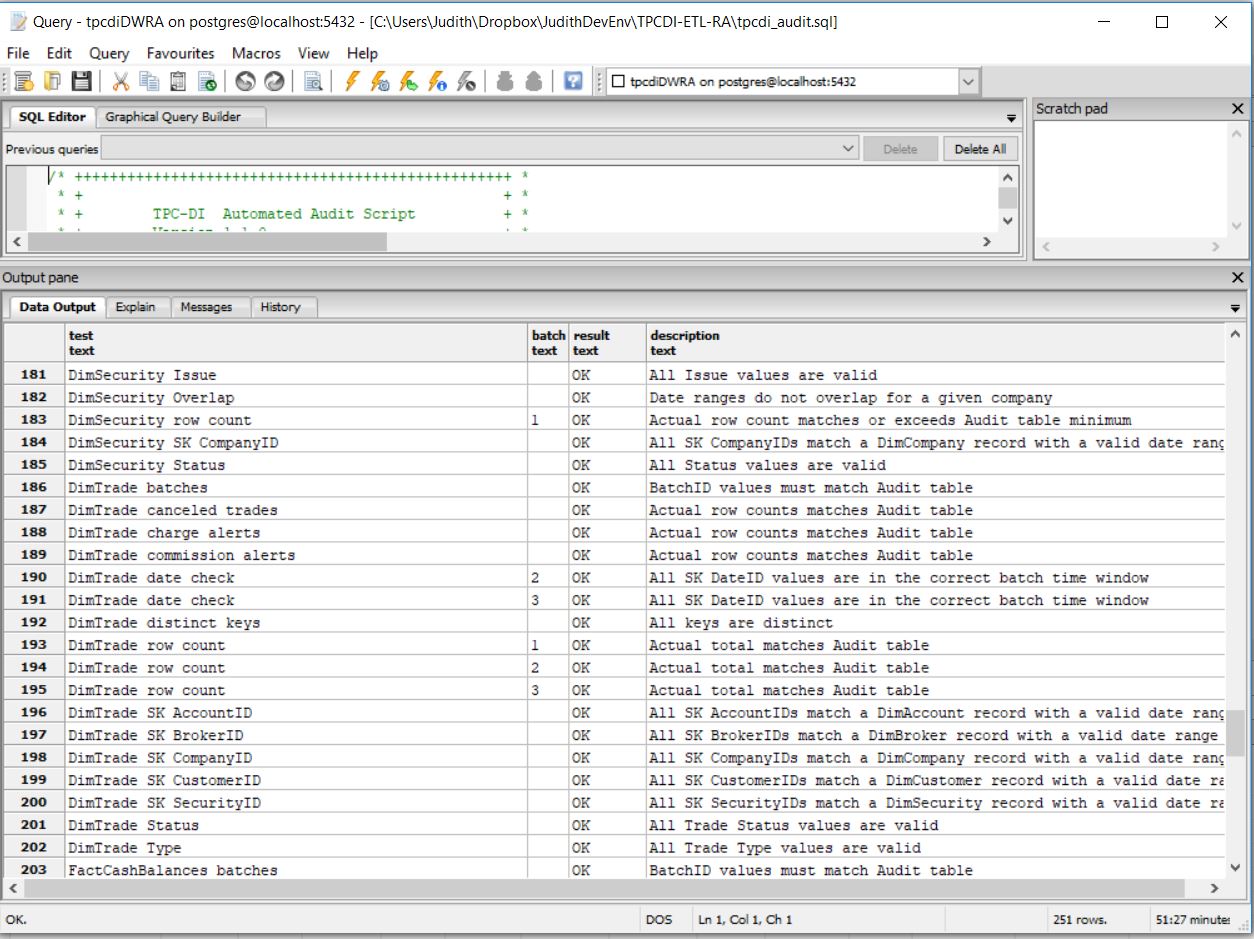 Query - tpcdiDWRA on postgres@localhost:5432 - [C:\Users\Judith\Dropbox\JudithDevEnv\TPCDI-ETL-RA\tpcdi_audit.sql]
File Edit Query Favourites Macros View Help
tpcdiDWRA on postgres@localhost:5432
SQL Editor Graphical Query Builder
Scratch pad
Previous queries Delete Delete All
/* ++++++++++++++++++++++++++++++++++++++++++++++++++ *
* + + *
* + TPC-DI Automated Audit Script + *
* + Version 1.1.0 + *
Output pane
Data Output Explain Messages History
test batch result description
text text text text
181 DimSecurity Issue OK All Issue values are valid
182 DimSecurity Overlap OK Date ranges do not overlap for a given company
183 DimSecurity row count 1 OK Actual row count matches or exceeds Audit table minimum
184 DimSecurity SK CompanyID OK All SK CompanyIDs match a DimCompany record with a valid date rang
185 DimSecurity Status OK All Status values are valid
186 DimTrade batches OK BatchID values must match Audit table
187 DimTrade canceled trades OK Actual row counts matches Audit table
188 DimTrade charge alerts OK Actual row counts matches Audit table
189 DimTrade commission alerts OK Actual row counts matches Audit table
190 DimTrade date check 2 OK All SK DateID values are in the correct batch time window
191 DimTrade date check 3 OK All SK DateID values are in the correct batch time window
192 DimTrade distinct keys OK All keys are distinct
193 DimTrade row count 1 OK Actual total matches Audit table
194 DimTrade row count 2 OK Actual total matches Audit table
195 DimTrade row count 3 OK Actual total matches Audit table
196 DimTrade SK AccountID OK All SK AccountIDs match a DimAccount record with a valid date rang
197 DimTrade SK BrokerID OK All SK BrokerIDs match a DimBroker record with a valid date range
198 DimTrade SK CompanyID OK All SK CompanyIDs match a DimCompany record with a valid date rang
199 DimTrade SK CustomerID OK All SK CustomerIDs match a DimCustomer record with a valid date ra
200 DimTrade SK SecurityID OK All SK SecurityIDs match a DimSecurity record with a valid date ra
201 DimTrade Status OK All Trade Status values are valid
202 DimTrade Type OK All Trade Type values are valid
203 FactCashBalances batches OK BatchID values must match Audit table
OK. DOS Ln 1, Col 1, Ch 1 251 rows. 51:27 minutes